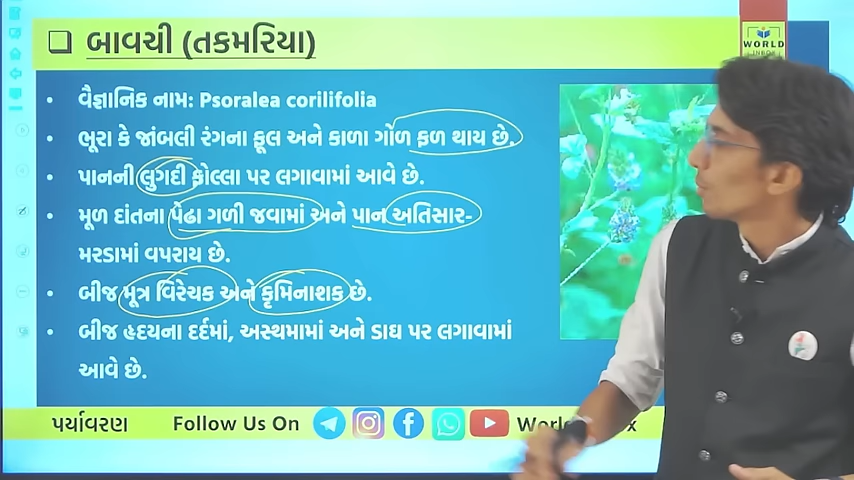 ❑ બાવચી (તકમરિયા)
WORLD
INBOX
• વૈજ્ઞાનિક નામ: Psoralea corilifolia
• ભૂરા કે જાંબલી રંગના ફૂલ અને કાળા ગોળ ફળ થાય છે.
• પાનની લુગદી ફોલ્લા પર લગાવામાં આવે છે.
• મૂળ દાંતના પેઢા ગળી જવામાં અને પાન અતિસાર-
મરડામાં વપરાય છે.
• બીજ મૂત્ર વિરેચક અને કૃમિનાશક છે.
• બીજ હૃદયના દર્દમાં, અસ્થમામાં અને ડાઘ પર લગાવામાં
આવે છે.
પર્યાવરણ Follow Us On